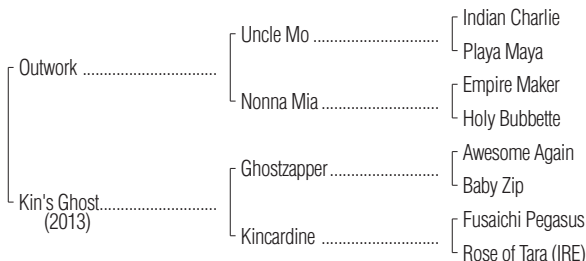 Indian Charlie
Uncle Mo
Playa Maya
Outwork
Empire Maker
Nonna Mia
Holy Bubbette
Awesome Again
Ghostzapper
Baby Zip
Kin's Ghost
(2013)
Fusaichi Pegasus
Kincardine
Rose of Tara (IRE)